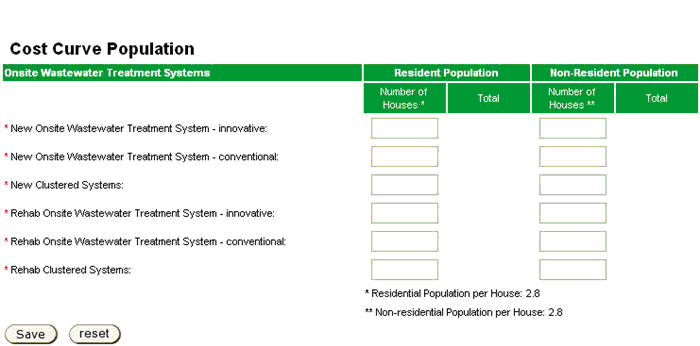 Cost Curve Population
Onsite Wastewater Treatment Systems Resident Population Non-Resident Population
Number of Houses * Total Number of Houses ** Total
* New Onsite Wastewater Treatment System - innovative:
* New Onsite Wastewater Treatment System - conventional:
* New Clustered Systems:
* Rehab Onsite Wastewater Treatment System - innovative:
* Rehab Onsite Wastewater Treatment System - conventional:
* Rehab Clustered Systems:
* Residential Population per House: 2.8
** Non-residential Population per House: 2.8
Save reset